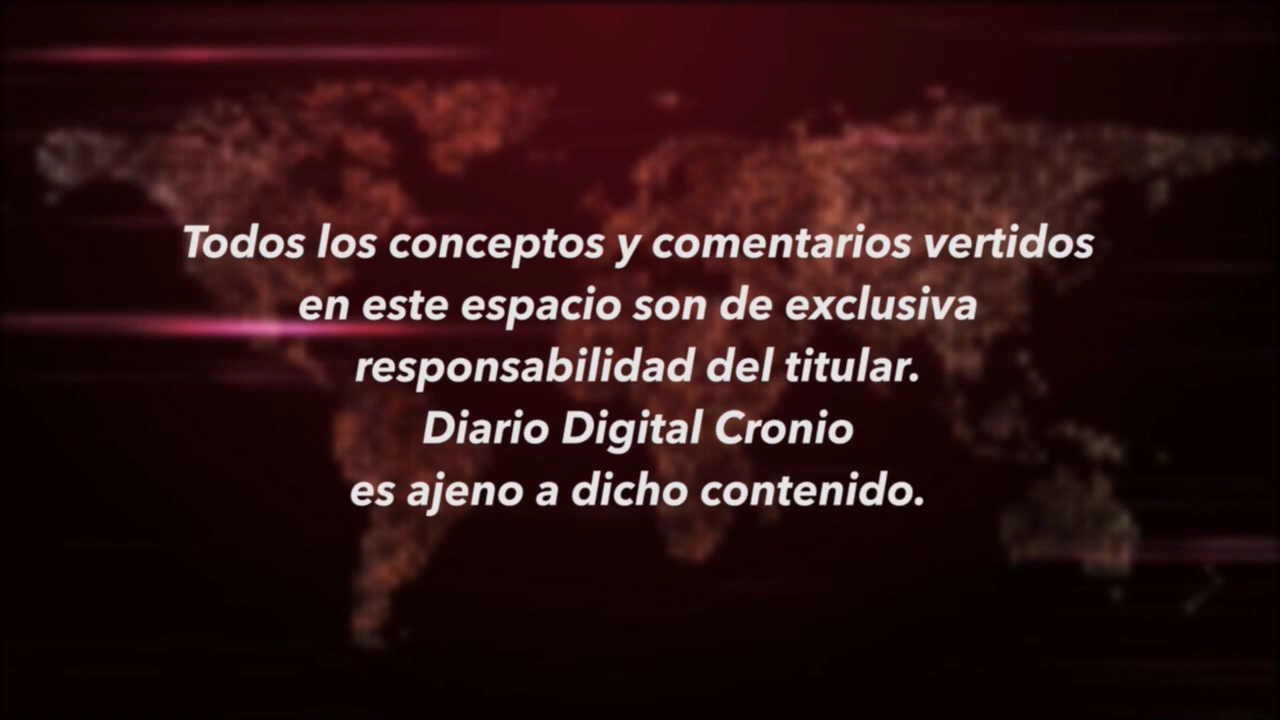 Todos los conceptos y comentarios vertidos
en este espacio son de exclusiva
responsabilidad del titular.
Diario Digital Cronio
es ajeno a dicho contenido.